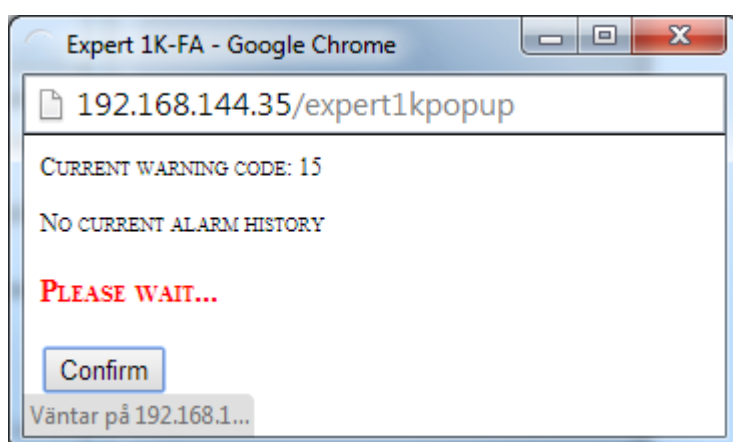 Expert 1K-FA - Google Chrome
192.168.144.35/expert1kpopup
Current warning code: 15
No current alarm history
Please wait...
Confirm
Väntar på 192.168.1...